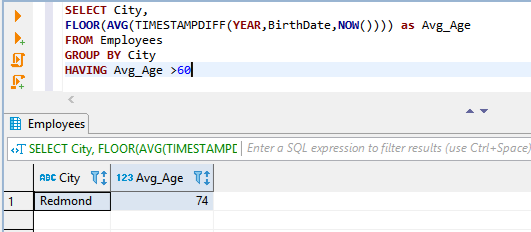 SELECT City,
FLOOR(AVG(TIMESTAMPDIFF(YEAR,BirthDate,NOW()))) as Avg_Age
FROM Employees
GROUP BY City
HAVING Avg_Age >60
Employees
SELECT City, FLOOR(AVG(TIMESTAMPD Enter a SQL expression to filter results (use Ctrl+Space)
ABC City 123 Avg_Age
1 Redmond 74